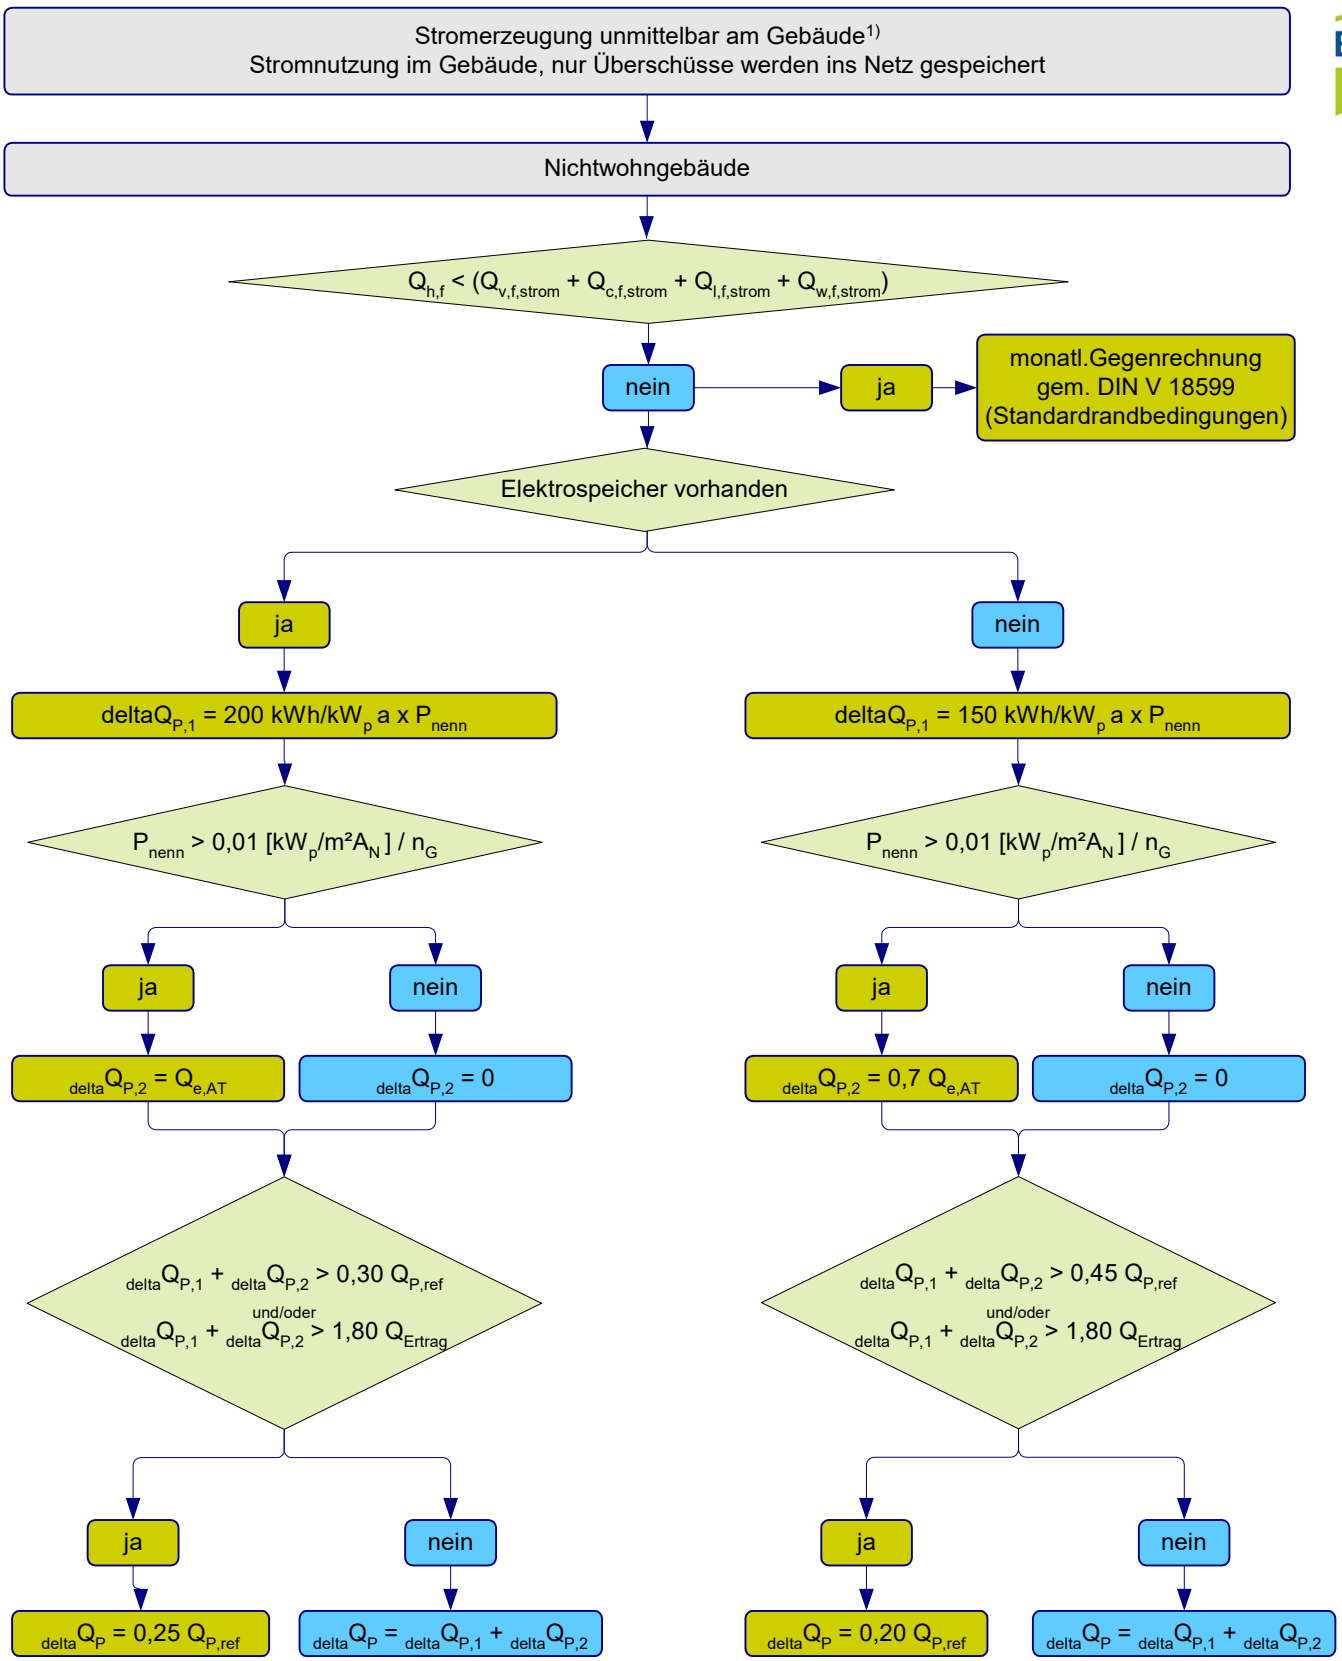 Stromerzeugung unmittelbar am Gebäude1)
Stromnutzung im Gebäude, nur Überschüsse werden ins Netz gespeichert
Nichtwohngebäude
Qh,f < (Qv,f,strom + Qc,f,strom + Ql,f,strom + Qw,f,strom)
nein
ja
monatl.Gegenrechnung
gem. DIN V 18599
(Standardrandbedingungen)
Elektrospeicher vorhanden
ja
nein
deltaQP,1 = 200 kWh/kWp a x Pnenn
deltaQP,1 = 150 kWh/kWp a x Pnenn
Pnenn > 0,01 [kWp/m²AN] / nG
Pnenn > 0,01 [kWp/m²AN] / nG
ja
nein
ja
nein
deltaQP,2 = Qe,AT
deltaQP,2 = 0
deltaQP,2 = 0,7 Qe,AT
deltaQP,2 = 0
deltaQP,1 + deltaQP,2 > 0,30 QP,ref
und/oder
deltaQP,1 + deltaQP,2 > 1,80 QErtrag
deltaQP,1 + deltaQP,2 > 0,45 QP,ref
und/oder
deltaQP,1 + deltaQP,2 > 1,80 QErtrag
ja
nein
ja
nein
deltaQP = 0,25 QP,ref
deltaQP = deltaQP,1 + deltaQP,2
deltaQP = 0,20 QP,ref
deltaQP = deltaQP,1 + deltaQP,2